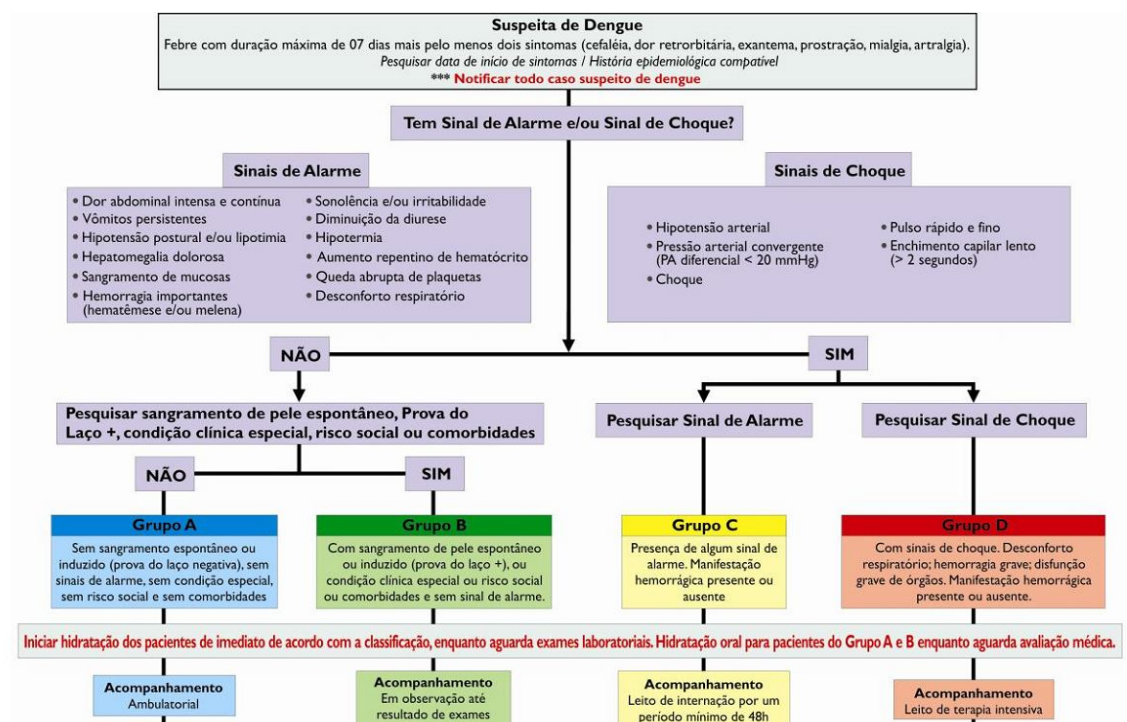 Suspeita de Dengue
Febre com duração máxima de 07 dias mais pelo menos dois sintomas (cefaléia, dor retrorbitária, exantema, prostração, mialgia, artralgia).
Pesquisar data de início de sintomas / História epidemiológica compatível
*** Notificar todo caso suspeito de dengue
Tem Sinal de Alarme e/ou Sinal de Choque?
Sinais de Alarme
• Dor abdominal intensa e contínua
• Vômitos persistentes
• Hipotensão postural e/ou lipotimia
• Hepatomegalia dolorosa
• Sangramento de mucosas
• Hemorragia importantes
(hematêmese e/ou melena)
• Sonolência e/ou irritabilidade
• Diminuição da diurese
• Hipotermia
• Aumento repentino de hematócrito
• Queda abrupta de plaquetas
• Desconforto respiratório
Sinais de Choque
• Hipotensão arterial
• Pressão arterial convergente
(PA diferencial < 20 mmHg)
• Choque
• Pulso rápido e fino
• Enchimento capilar lento
(> 2 segundos)
NÃO
SIM
Pesquisar sangramento de pele espontâneo, Prova do
Laço +, condição clínica especial, risco social ou comorbidades
Pesquisar Sinal de Alarme
Pesquisar Sinal de Choque
NÃO
SIM
Grupo A
Sem sangramento espontâneo ou
induzido (prova do laço negativa), sem
sinais de alarme, sem condição especial,
sem risco social e sem comorbidades
Grupo B
Com sangramento de pele espontâneo
ou induzido (prova do laço +), ou
condição clínica especial ou risco social
ou comorbidades e sem sinal de alarme.
Grupo C
Presença de algum sinal de
alarme. Manifestação
hemorrágica presente ou
ausente
Grupo D
Com sinais de choque. Desconforto
respiratório; hemorragia grave; disfunção
grave de órgãos. Manifestação hemorrágica
presente ou ausente.
Iniciar hidratação dos pacientes de imediato de acordo com a classificação, enquanto aguarda exames laboratoriais. Hidratação oral para pacientes do Grupo A e B enquanto aguarda avaliação médica.
Acompanhamento
Ambulatorial
Acompanhamento
Em observação até
resultado de exames
Acompanhamento
Leito de internação por um
período mínimo de 48h
Acompanhamento
Leito de terapia intensiva